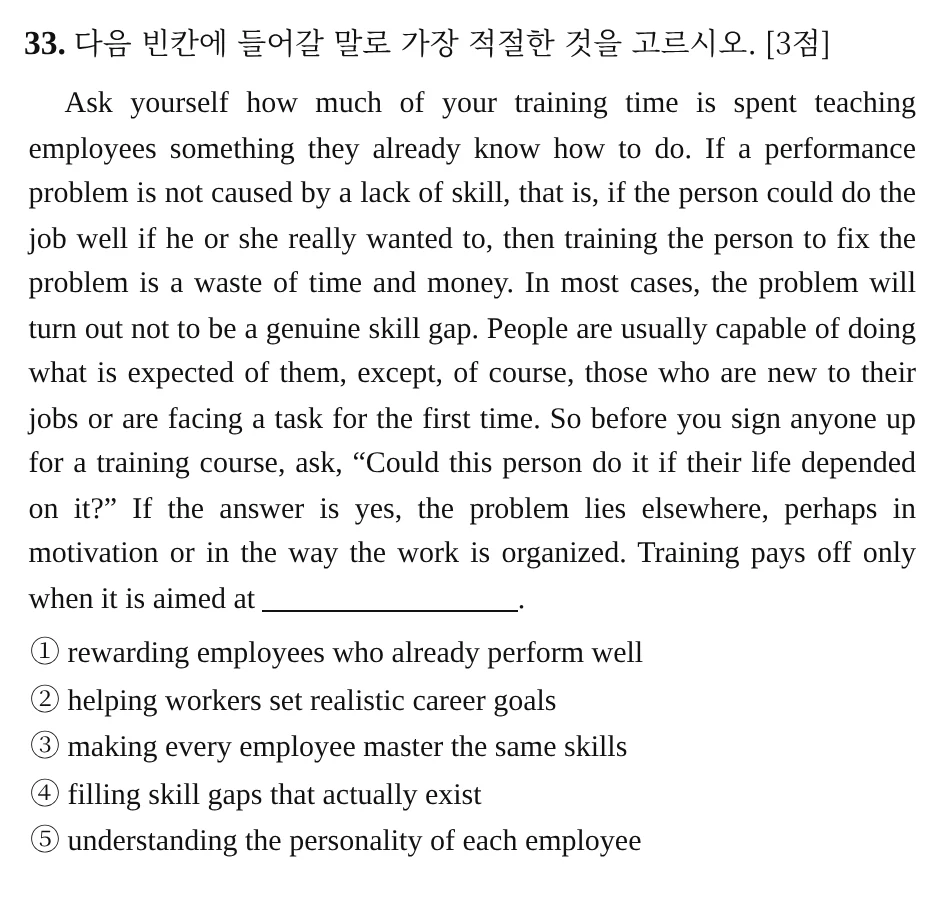 33. 다음 빈칸에 들어갈 말로 가장 적절한 것을 고르시오. [3점]
Ask yourself how much of your training time is spent teaching
employees something they already know how to do. If a performance
problem is not caused by a lack of skill, that is, if the person could do the
job well if he or she really wanted to, then training the person to fix the
problem is a waste of time and money. In most cases, the problem will
turn out not to be a genuine skill gap. People are usually capable of doing
what is expected of them, except, of course, those who are new to their
jobs or are facing a task for the first time. So before you sign anyone up
for a training course, ask, “Could this person do it if their life depended
on it?” If the answer is yes, the problem lies elsewhere, perhaps in
motivation or in the way the work is organized. Training pays off only
when it is aimed at ________________.
① rewarding employees who already perform well
② helping workers set realistic career goals
③ making every employee master the same skills
④ filling skill gaps that actually exist
⑤ understanding the personality of each employee